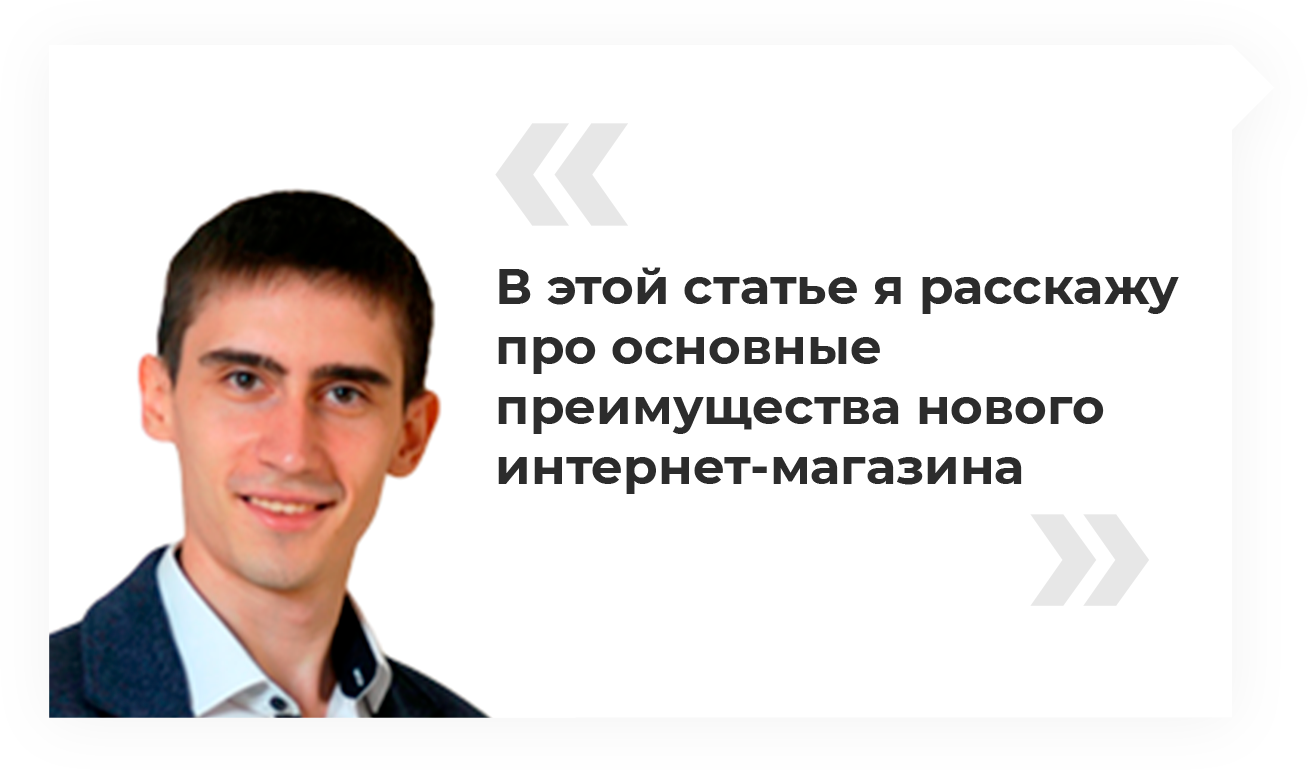 «
В этой статье я расскажу
про основные
преимущества нового
интернет-магазина
»